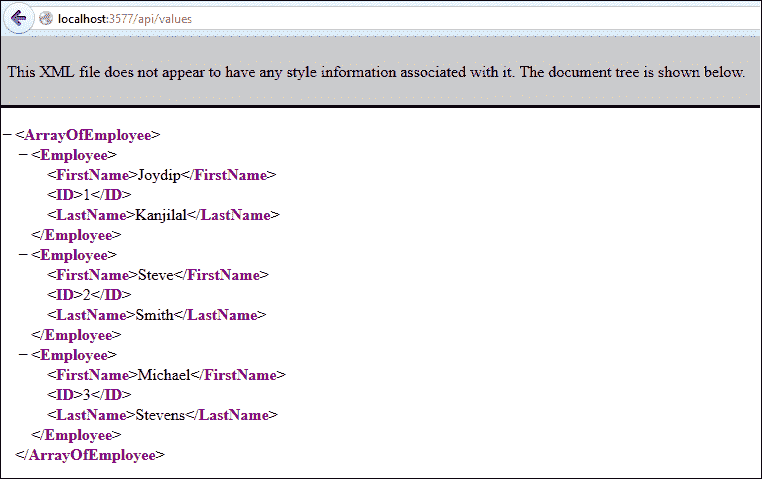 localhost:3577/api/values
This XML file does not appear to have any style information associated with it. The document tree is shown below.
− <ArrayOfEmployee>
− <Employee>
<FirstName>Joydip</FirstName>
<ID>1</ID>
<LastName>Kanjilal</LastName>
</Employee>
− <Employee>
<FirstName>Steve</FirstName>
<ID>2</ID>
<LastName>Smith</LastName>
</Employee>
− <Employee>
<FirstName>Michael</FirstName>
<ID>3</ID>
<LastName>Stevens</LastName>
</Employee>
</ArrayOfEmployee>